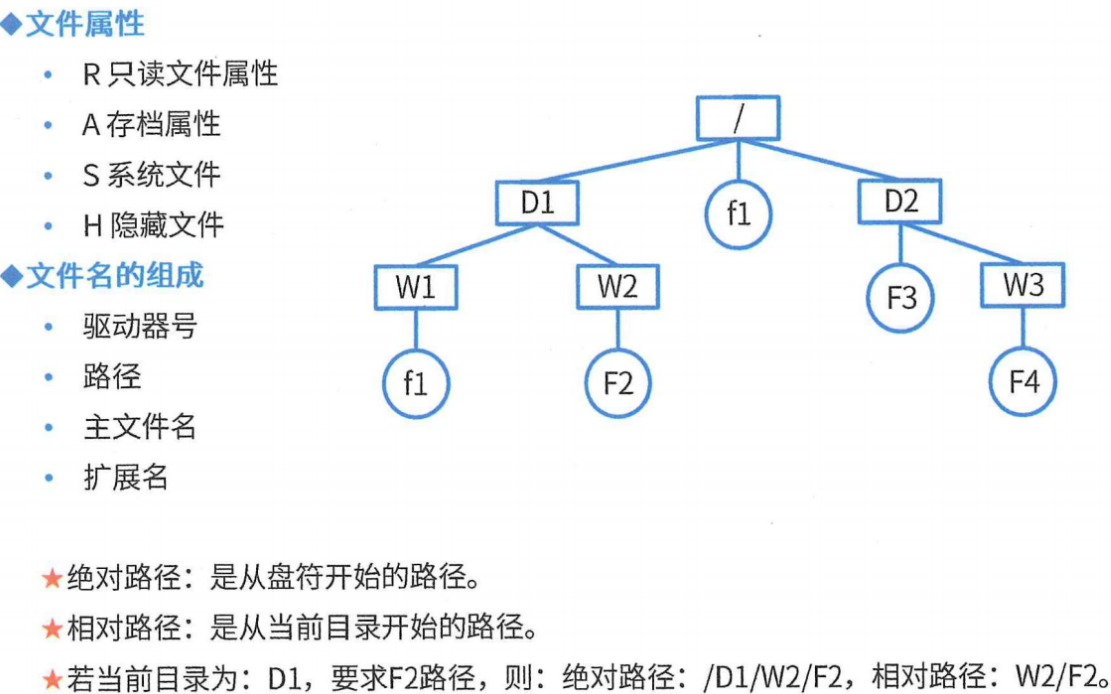 ◆文件属性
• R 只读文件属性
• A 存档属性
• S 系统文件
• H 隐藏文件
◆文件名的组成
• 驱动器号
• 路径
• 主文件名
• 扩展名
/
D1
f1
D2
W1
W2
F3
W3
f1
F2
F4
★绝对路径：是从盘符开始的路径。
★相对路径：是从当前目录开始的路径。
★若当前目录为：D1，要求F2路径，则：绝对路径：/D1/W2/F2，相对路径：W2/F2。